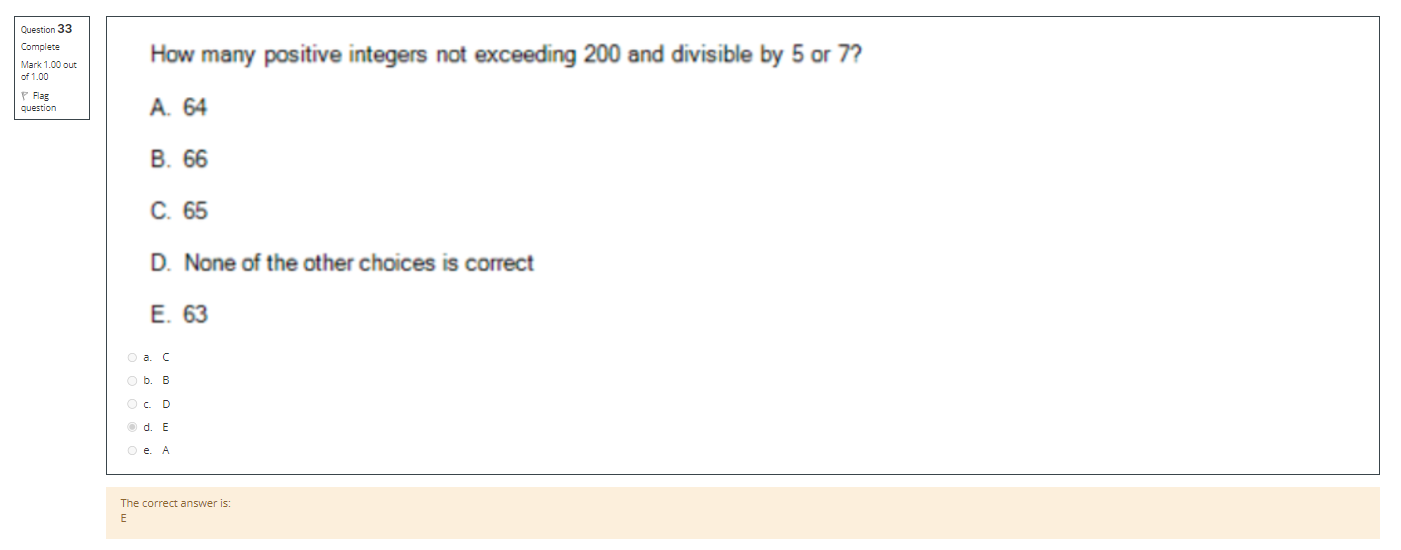 Question 33
Complete
Mark 1.00 out
of 1.00
Flag
question
How many positive integers not exceeding 200 and divisible by 5 or 7?
A. 64
B. 66
C. 65
D. None of the other choices is correct
E. 63
a. C
b. B
c. D
d. E
e. A
The correct answer is:
E